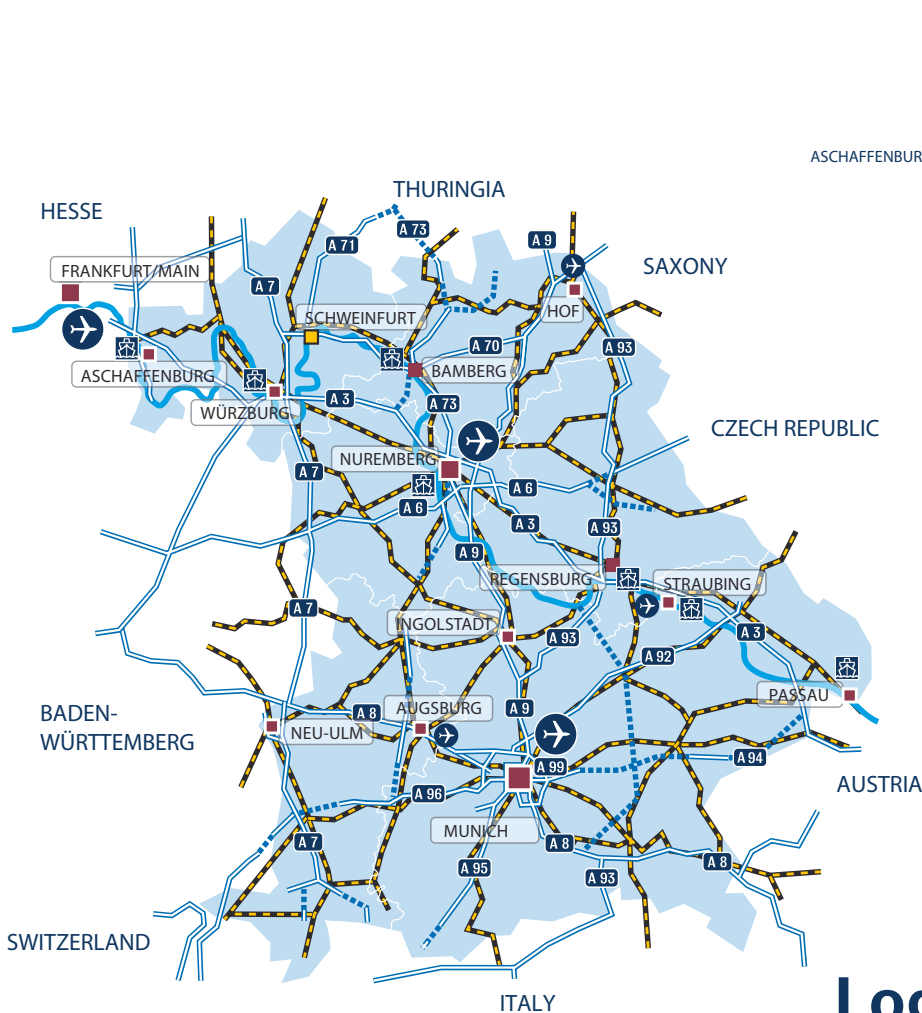 ASCHAFFENBUR
THURINGIA
HESSE
A 73
A 9
A 71
FRANKFURT/MAIN
SAXONY
A 7
HOF
SCHWEINFURT
A 70
A 93
ASCHAFFENBURG
BAMBERG
A 3
A 73
WÜRZBURG
CZECH REPUBLIC
NUREMBERG
A 7
A 6
A 6
A 3
A 93
A 9
REGENSBURG
STRAUBING
A 7
INGOLSTADT
A 93
A 3
A 92
PASSAU
BADEN-
WÜRTTEMBERG
A 8
AUGSBURG
A 9
NEU-ULM
A 99
A 94
AUSTRIA
A 96
MUNICH
A 7
A 8
A 95
A 93
A 8
SWITZERLAND
ITALY